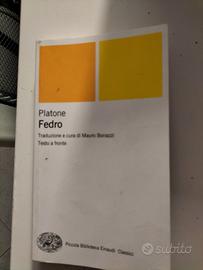 Platone
Fedro
Traduzione e cura di Mauro Bonazzi
Testo a fronte
Piccola Biblioteca Einaudi Classici
subito